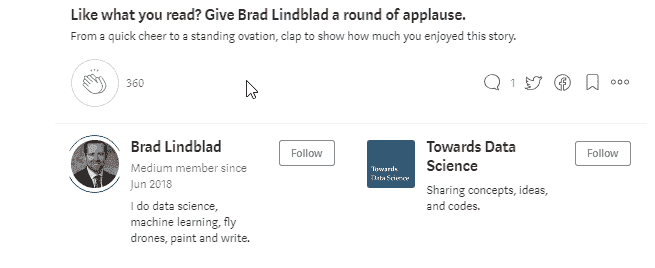 Like what you read? Give Brad Lindblad a round of applause.
From a quick cheer to a standing ovation, clap to show how much you enjoyed this story.
360
1
Brad Lindblad
Follow
Medium member since
Jun 2018
I do data science,
machine learning, fly
drones, paint and write.
Towards
Data Science
Towards Data
Science
Follow
Sharing concepts, ideas,
and codes.